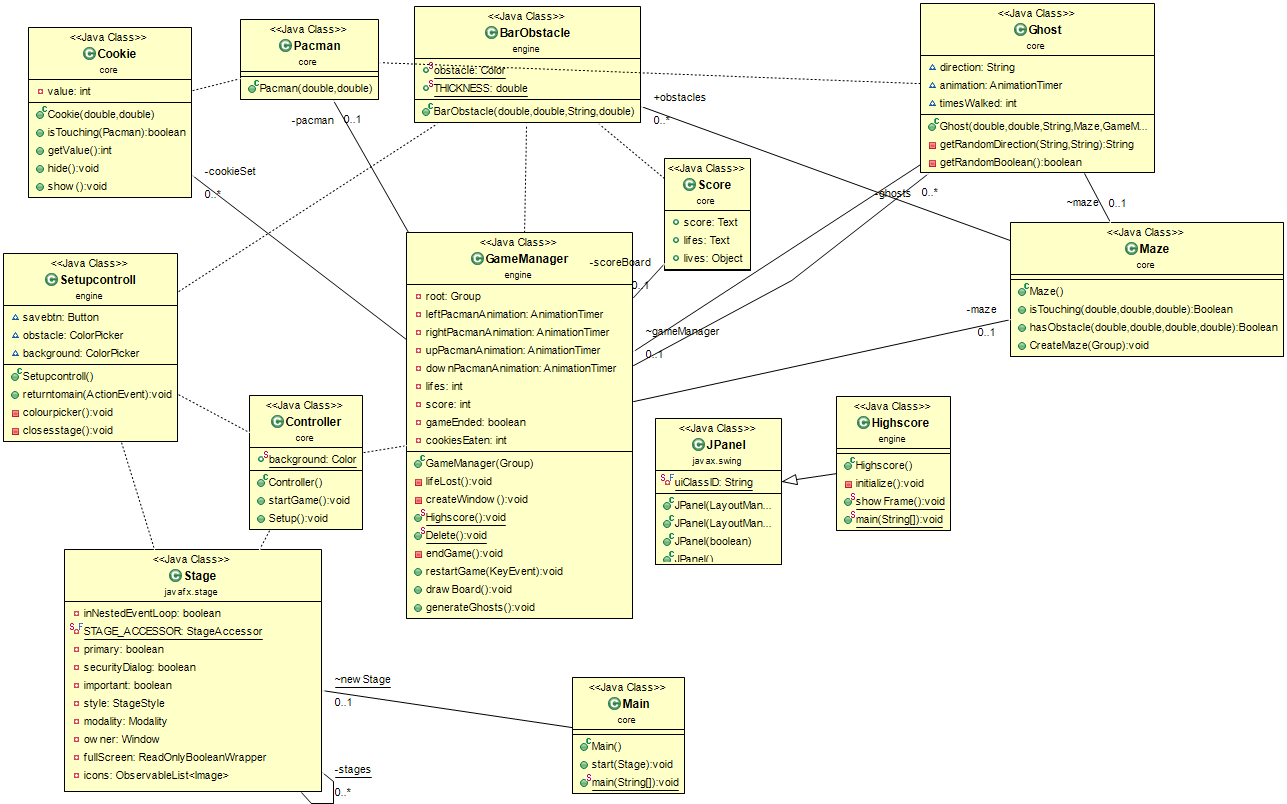 <<Java Class>>
Cookie
core
value: int
Cookie(double,double)
isTouching(Pacman):boolean
getValue():int
hide():void
show():void
<<Java Class>>
Pacman
core
Pacman(double,double)
<<Java Class>>
BarObstacle
engine
obstacle: Color
THICKNESS: double
BarObstacle(double,double,String,double)
<<Java Class>>
Ghost
core
direction: String
animation: AnimationTimer
timesWalked: int
Ghost(double,double,String,Maze,GameM...
getRandomDirection(String,String):String
getRandomBoolean():boolean
-pacman 0..1
+obstacles
0..*
-cookieSet
0..*
<<Java Class>>
Score
core
score: Text
lifes: Text
lives: Object
-ghosts 0..*
~maze 0..1
<<Java Class>>
Maze
core
Maze()
isTouching(double,double,double):Boolean
hasObstacle(double,double,double,double):Boolean
CreateMaze(Group):void
<<Java Class>>
Setupcontroll
engine
savebtn: Button
obstacle: ColorPicker
background: ColorPicker
Setupcontroll()
returntomain(ActionEvent):void
colourpicker():void
closesstage():void
<<Java Class>>
GameManager
engine
root: Group
leftPacmanAnimation: AnimationTimer
rightPacmanAnimation: AnimationTimer
upPacmanAnimation: AnimationTimer
downPacmanAnimation: AnimationTimer
lifes: int
score: int
gameEnded: boolean
cookiesEaten: int
GameManager(Group)
lifeLost():void
createWindow():void
Highscore():void
Delete():void
endGame():void
restartGame(KeyEvent):void
drawBoard():void
generateGhosts():void
-scoreBoard
0..1
~gameManager
0..1
-maze
0..1
<<Java Class>>
Controller
core
background: Color
Controller()
startGame():void
Setup():void
<<Java Class>>
JPanel
javax.swing
uiClassID: String
JPanel(LayoutMan...
JPanel(LayoutMan...
JPanel(boolean)
JPanel()
<<Java Class>>
Highscore
engine
Highscore()
initialize():void
showFrame():void
main(String[]):void
<<Java Class>>
Stage
javafx.stage
inNestedEventLoop: boolean
STAGE_ACCESSOR: StageAccessor
primary: boolean
securityDialog: boolean
important: boolean
style: StageStyle
modality: Modality
owner: Window
fullScreen: ReadOnlyBooleanWrapper
icons: ObservableList<Image>
~newStage
0..1
-stages
0..*
<<Java Class>>
Main
core
Main()
start(Stage):void
main(String[]):void